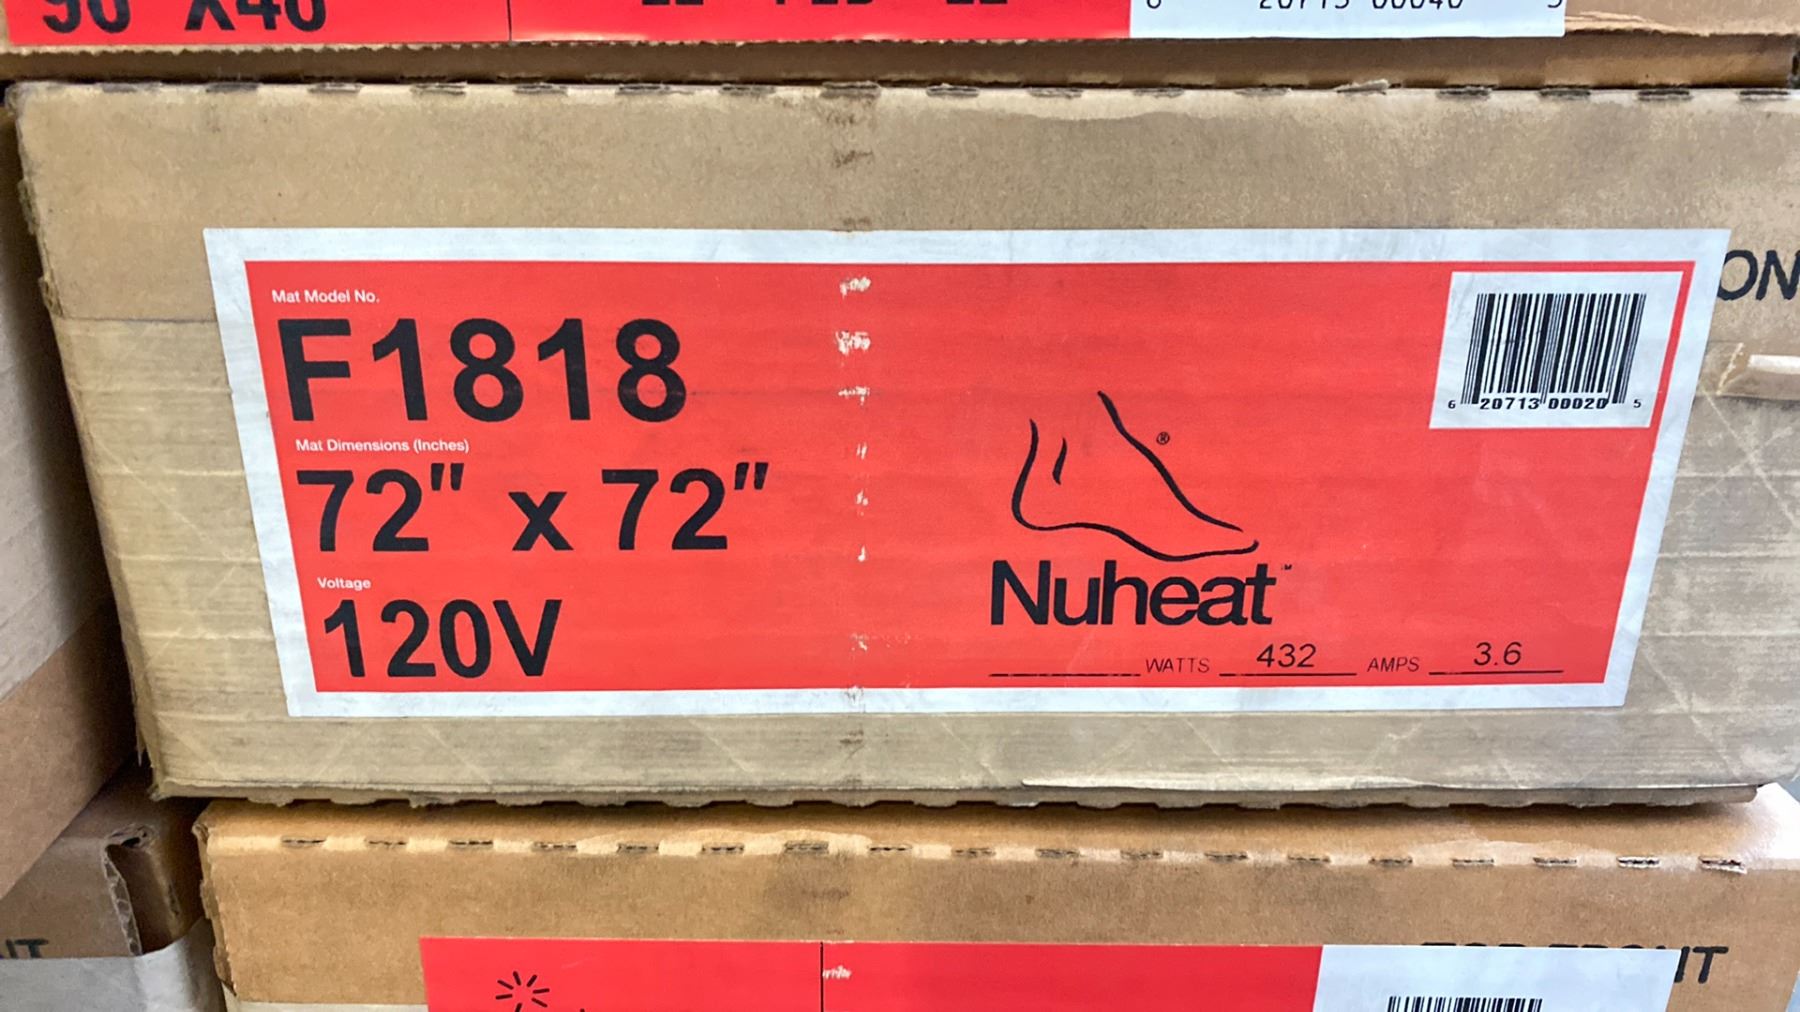 Mat Model No.
F1818
Mat Dimensions (Inches)
72" x 72"
Voltage
120V
6 20713 00020 5
®
Nuheat™
WATTS 432 AMPS 3.6